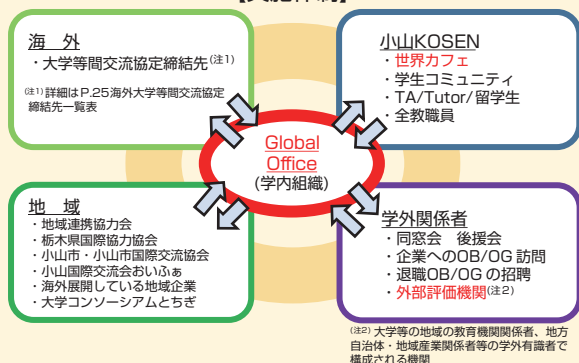 海 外
・大学等間交流協定締結先(注1)
(注1)詳細はP.25海外大学等間交流協定
締結先一覧表
小山KOSEN
・世界カフェ
・学生コミュニティ
・TA/Tutor/留学生
・全教職員
Global
Office
(学内組織)
地 域
・地域連携協力会
・栃木県国際協力協会
・小山市・小山市国際交流協会
・小山国際交流会おいふぁ
・海外展開している地域企業
・大学コンソーシアムとちぎ
学外関係者
・同窓会 後援会
・企業へのOB/OG訪問
・退職OB/OGの招聘
・外部評価機関(注2)
(注2)大学等の地域の教育機関関係者、地方
自治体・地域産業関係者等の学外有識者で
構成される機関